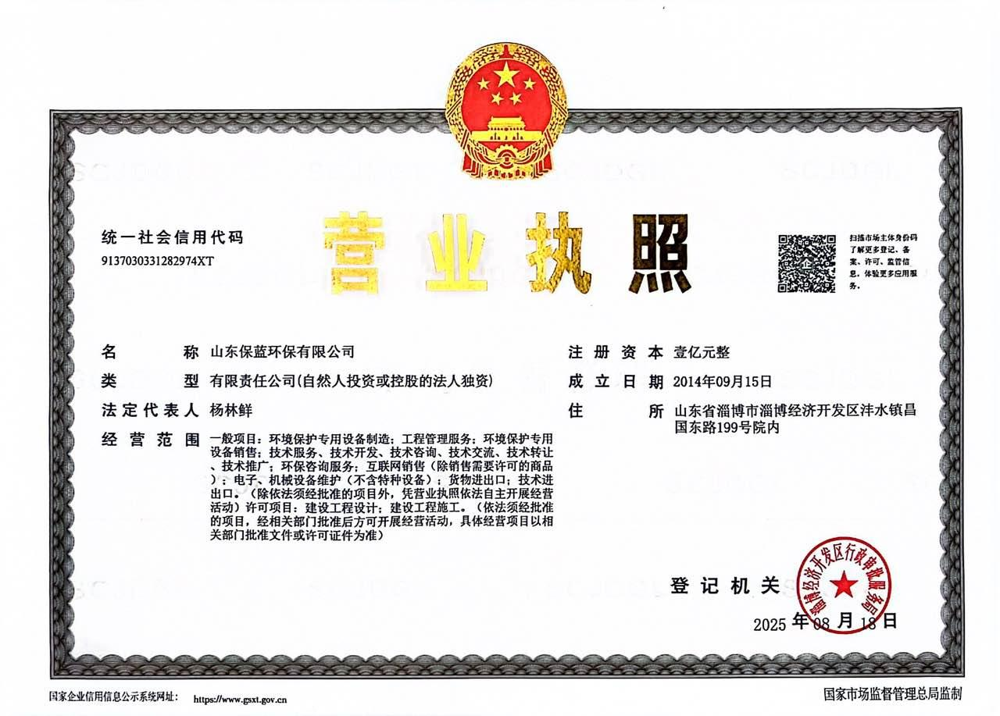 营业执照
统一社会信用代码
9137030331282974XT
扫描市场主体身份码
了解更多登记、备
案、许可、监管信
息，体验更多应用服
务。
名称 山东保蓝环保有限公司
类型 有限责任公司(自然人投资或控股的法人独资)
法定代表人 杨林鲜
经营范围 一般项目：环境保护专用设备制造；工程管理服务；环境保护专用
设备销售；技术服务、技术开发、技术咨询、技术交流、技术转让
、技术推广；环保咨询服务；互联网销售（除销售需要许可的商品
）；电子、机械设备维护（不含特种设备）；货物进出口；技术进
出口。（除依法须经批准的项目外，凭营业执照依法自主开展经营
活动）许可项目：建设工程设计；建设工程施工。（依法须经批准
的项目，经相关部门批准后方可开展经营活动，具体经营项目以相
关部门批准文件或许可证件为准）
注册资本 壹亿元整
成立日期 2014年09月15日
住所 山东省淄博市淄博经济开发区沣水镇昌
国东路199号院内
登记机关
淄博经济开发区行政审批服务局
2025年08月18日
国家企业信用信息公示系统网址： https://www.gsxt.gov.cn
国家市场监督管理总局监制